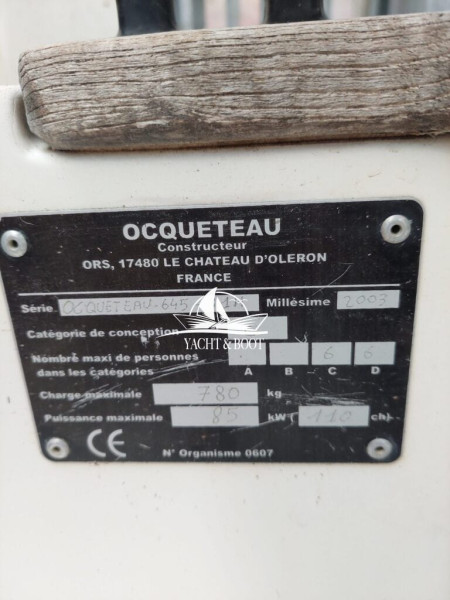 OCQUETEAU
Constructeur
ORS, 17480 LE CHATEAU D'OLERON
FRANCE
Série OCQUETEAU-645 Millésime 2003
Catégorie de conception
YACHT & BOOT
Nombre maxi de personnes 6 6
dans les catégories A B C D
Charge maximale 780 kg
Puissance maximale 85 kW ( 110 ch)
CE N° Organisme 0607